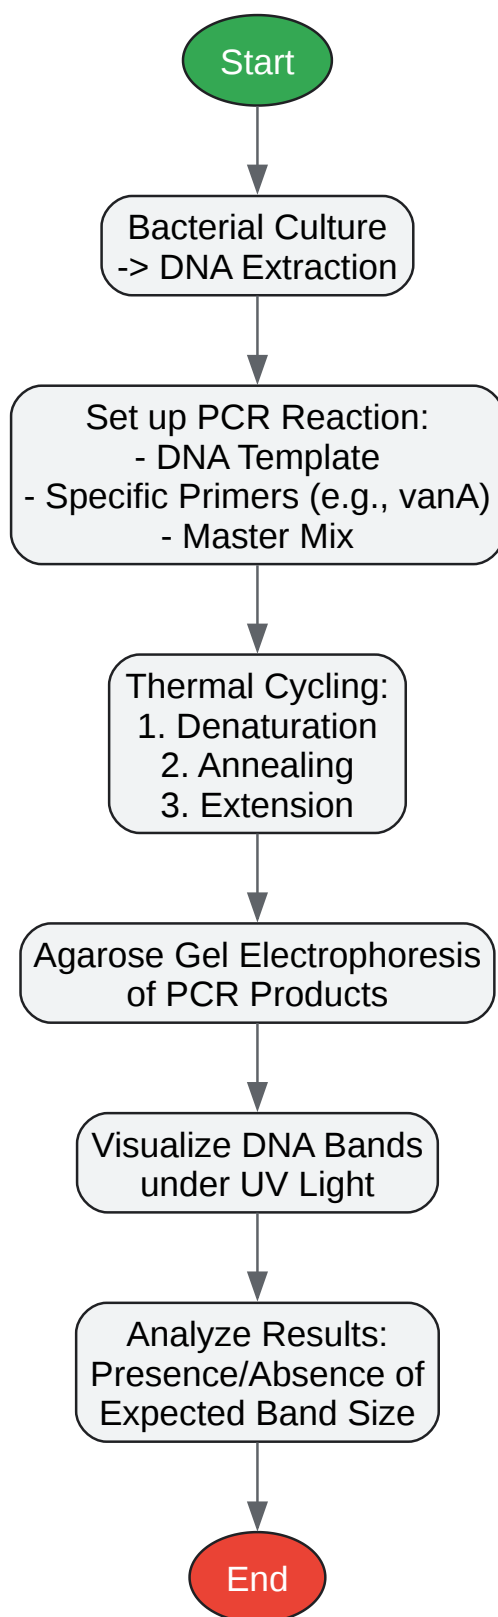 Start
Bacterial Culture
-> DNA Extraction
Set up PCR Reaction:
- DNA Template
- Specific Primers (e.g., vanA)
- Master Mix
Thermal Cycling:
1. Denaturation
2. Annealing
3. Extension
Agarose Gel Electrophoresis
of PCR Products
Visualize DNA Bands
under UV Light
Analyze Results:
Presence/Absence of
Expected Band Size
End